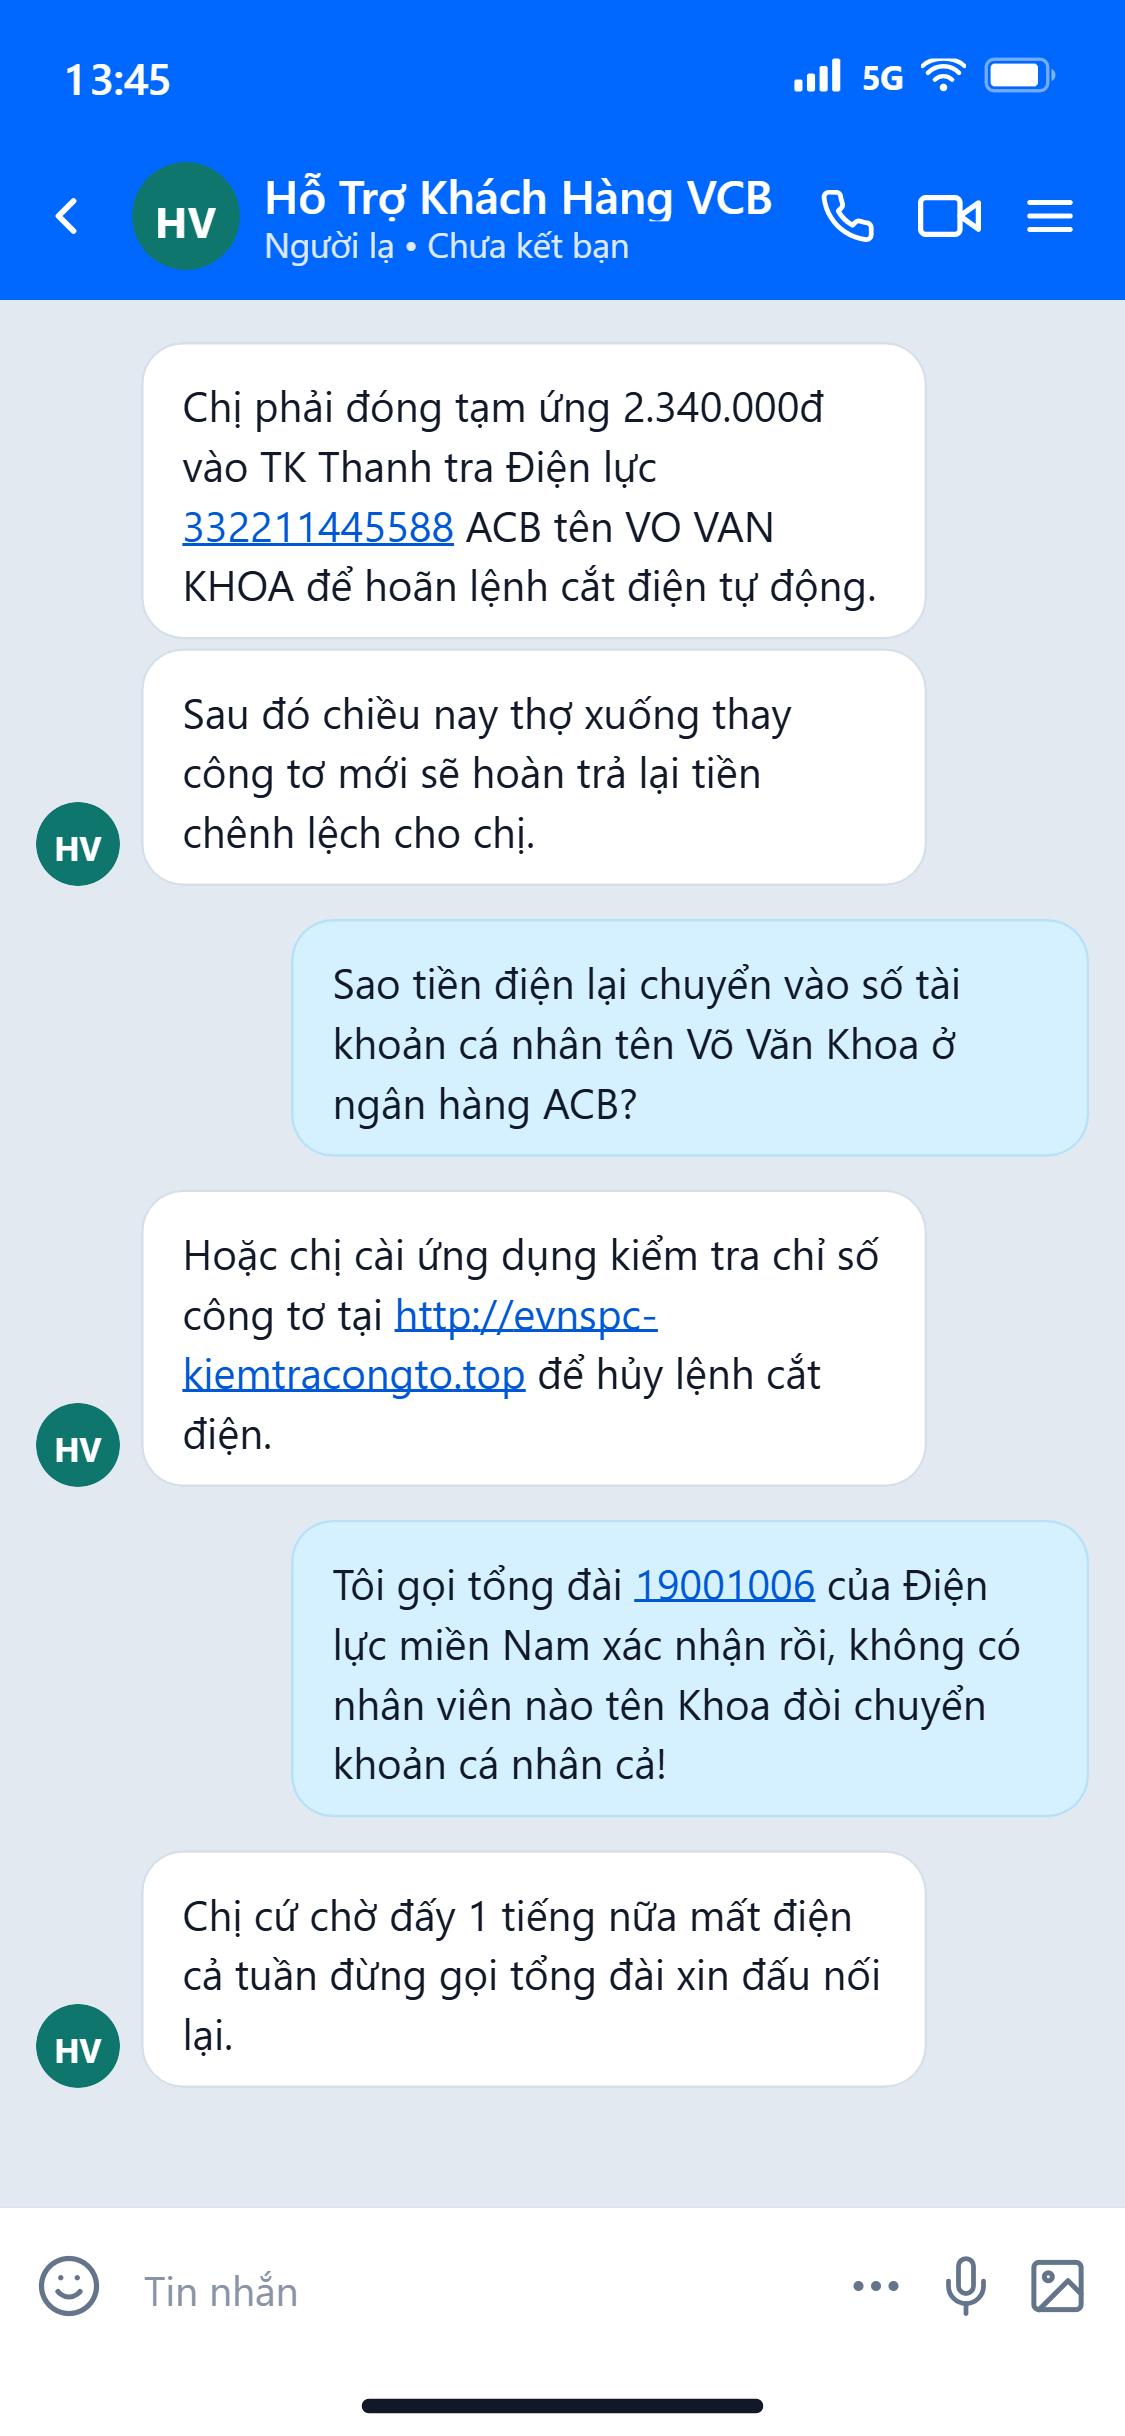 13:45
5G
HV
Hỗ Trợ Khách Hàng VCB
Người lạ • Chưa kết bạn
Chị phải đóng tạm ứng 2.340.000đ
vào TK Thanh tra Điện lực
332211445588 ACB tên VO VAN
KHOA để hoãn lệnh cắt điện tự động.
Sau đó chiều nay thợ xuống thay
công tơ mới sẽ hoàn trả lại tiền
chênh lệch cho chị.
HV
Sao tiền điện lại chuyển vào số tài
khoản cá nhân tên Võ Văn Khoa ở
ngân hàng ACB?
Hoặc chị cài ứng dụng kiểm tra chỉ số
công tơ tại http://evnspc-
kiemtracongto.top để hủy lệnh cắt
điện.
HV
Tôi gọi tổng đài 19001006 của Điện
lực miền Nam xác nhận rồi, không có
nhân viên nào tên Khoa đòi chuyển
khoản cá nhân cả!
Chị cứ chờ đấy 1 tiếng nữa mất điện
cả tuần đừng gọi tổng đài xin đấu nối
lại.
HV
Tin nhắn